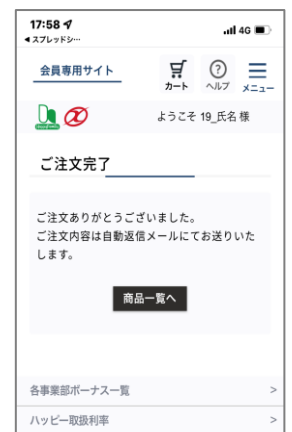 17:58
4G
スプレッドシ…
会員専用サイト
カート
ヘルプ
メニュー
ようこそ 19_氏名 様
ご注文完了
ご注文ありがとうございました。
ご注文内容は自動返信メールにてお送りいた
します。
商品一覧へ
各事業部ボーナス一覧 >
ハッピー取扱利率 >